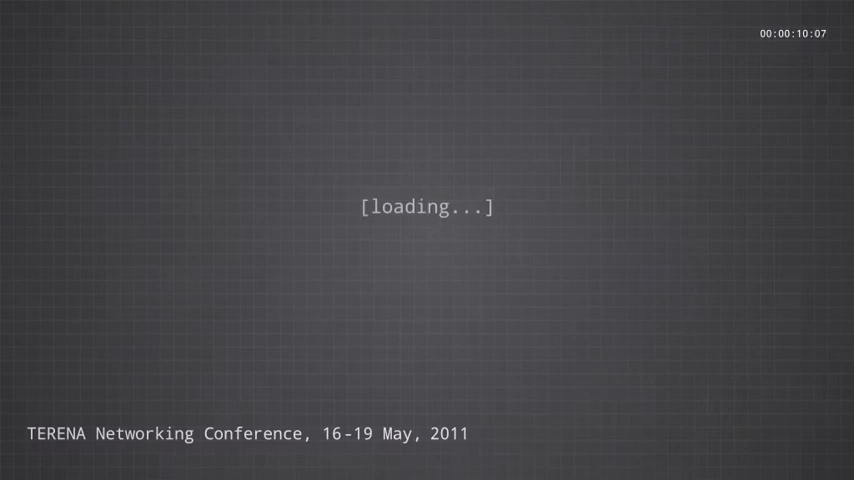 00:00:10:07
[loading...]
TERENA Networking Conference, 16-19 May, 2011